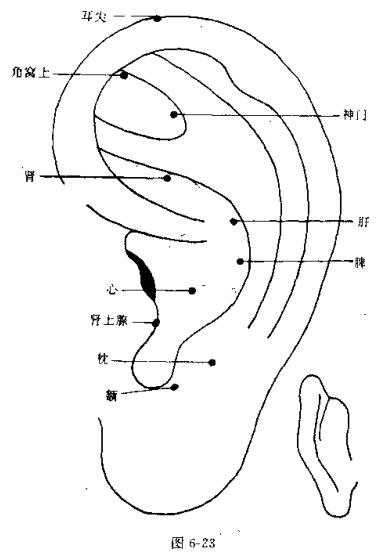 耳尖
角窝上
神门
肾
肝
脾
心
肾上腺
枕
额
图 6-23